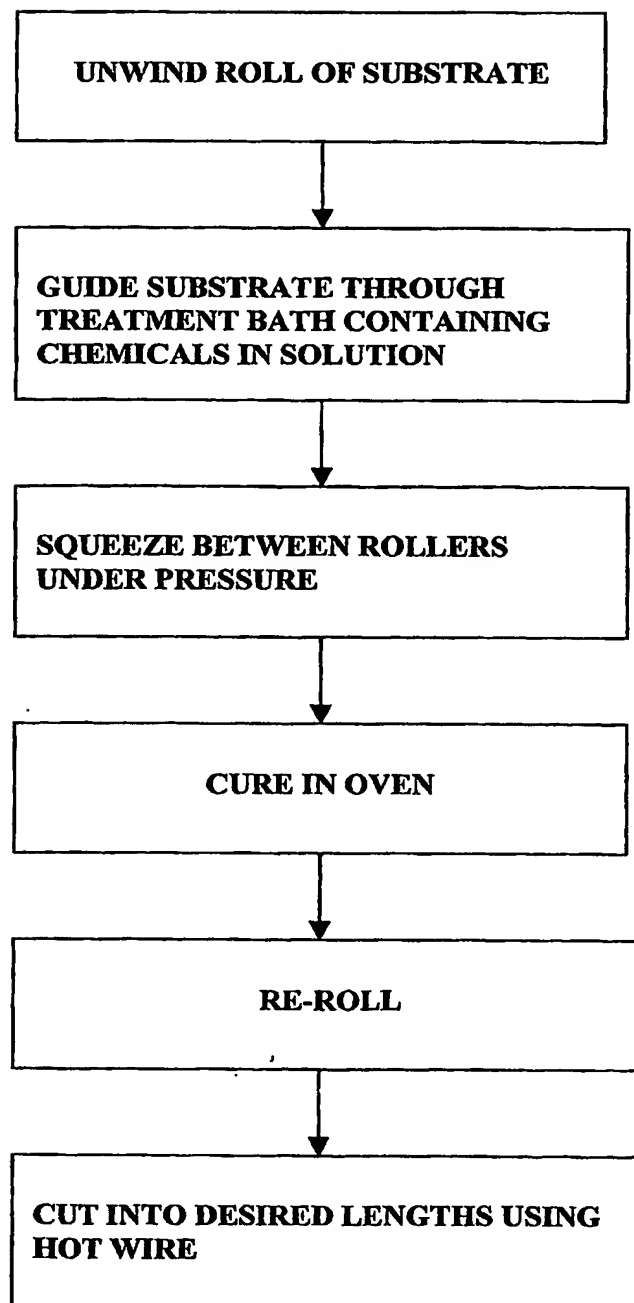 UNWIND ROLL OF SUBSTRATE
GUIDE SUBSTRATE THROUGH
TREATMENT BATH CONTAINING
CHEMICALS IN SOLUTION
SQUEEZE BETWEEN ROLLERS
UNDER PRESSURE
CURE IN OVEN
RE-ROLL
CUT INTO DESIRED LENGTHS USING
HOT WIRE